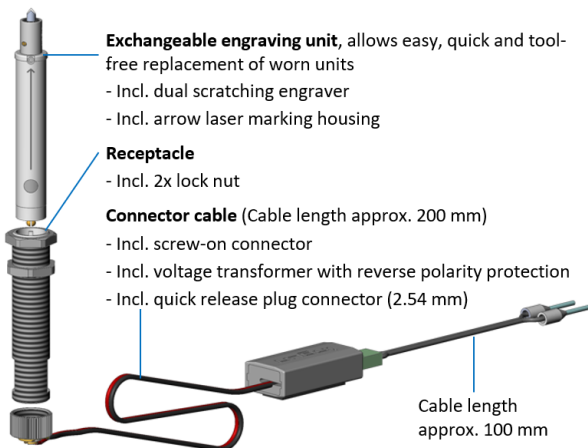 Exchangeable engraving unit, allows easy, quick and tool-
free replacement of worn units
- Incl. dual scratching engraver
- Incl. arrow laser marking housing
Receptacle
- Incl. 2x lock nut
Connector cable (Cable length approx. 200 mm)
- Incl. screw-on connector
- Incl. voltage transformer with reverse polarity protection
- Incl. quick release plug connector (2.54 mm)
Cable length
approx. 100 mm